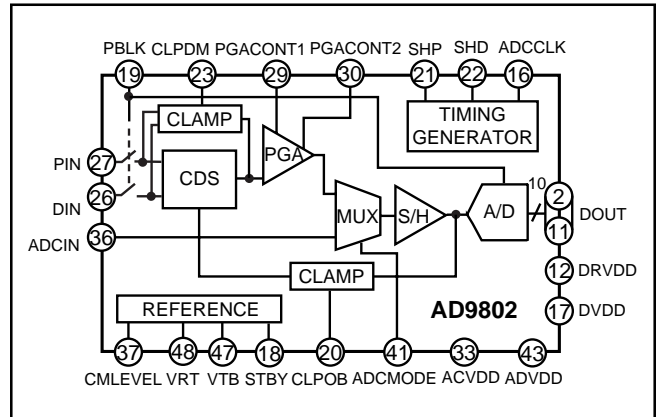 PBLK CLPDM PGACONT1 PGACONT2 SHP SHD ADCCLK
19 23 29 30 21 22 16
CLAMP
TIMING
GENERATOR
PGA
PIN 27
CDS
10
2
DIN 26
MUX S/H A/D
DOUT
11
ADCIN 36
CLAMP
12 DRVDD
REFERENCE
AD9802
17 DVDD
37 48 47 18 20 41 33 43
CMLEVEL VRT VTB STBY CLPOB ADCMODE ACVDD ADVDD